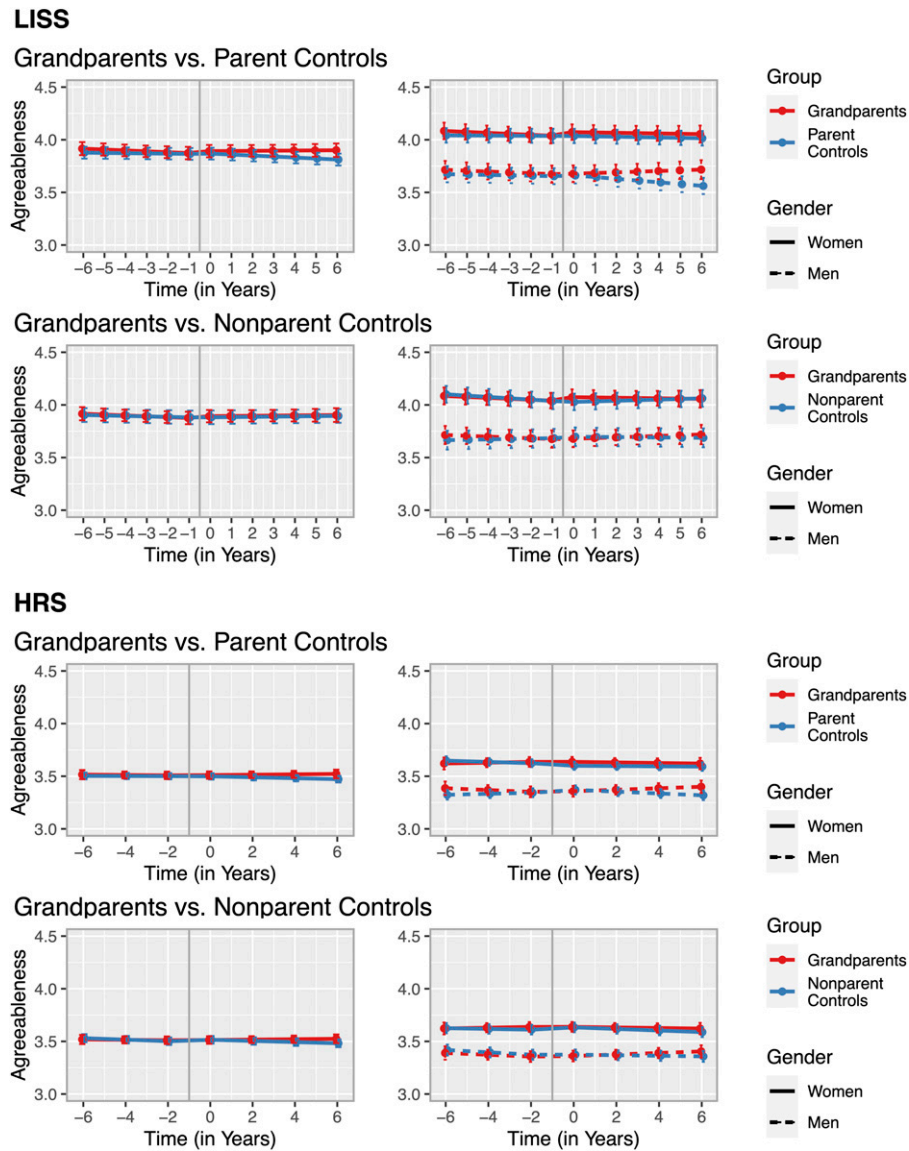 LISS
Grandparents vs. Parent Controls
Agreeableness
4.5
4.0
3.5
3.0
−6 −5 −4 −3 −2 −1 0 1 2 3 4 5 6
Time (in Years)
−6 −5 −4 −3 −2 −1 0 1 2 3 4 5 6
Time (in Years)
Group
Grandparents
Parent
Controls
Gender
Women
Men
Grandparents vs. Nonparent Controls
Agreeableness
4.5
4.0
3.5
3.0
4.5
4.0
3.5
3.0
−6 −5 −4 −3 −2 −1 0 1 2 3 4 5 6
Time (in Years)
−6 −5 −4 −3 −2 −1 0 1 2 3 4 5 6
Time (in Years)
Group
Grandparents
Nonparent
Controls
Gender
Women
Men
HRS
Grandparents vs. Parent Controls
Agreeableness
4.5
4.0
3.5
3.0
4.5
4.0
3.5
3.0
−6 −4 −2 0 2 4 6
Time (in Years)
−6 −4 −2 0 2 4 6
Time (in Years)
Group
Grandparents
Parent
Controls
Gender
Women
Men
Grandparents vs. Nonparent Controls
Agreeableness
4.5
4.0
3.5
3.0
4.5
4.0
3.5
3.0
−6 −4 −2 0 2 4 6
Time (in Years)
−6 −4 −2 0 2 4 6
Time (in Years)
Group
Grandparents
Nonparent
Controls
Gender
Women
Men